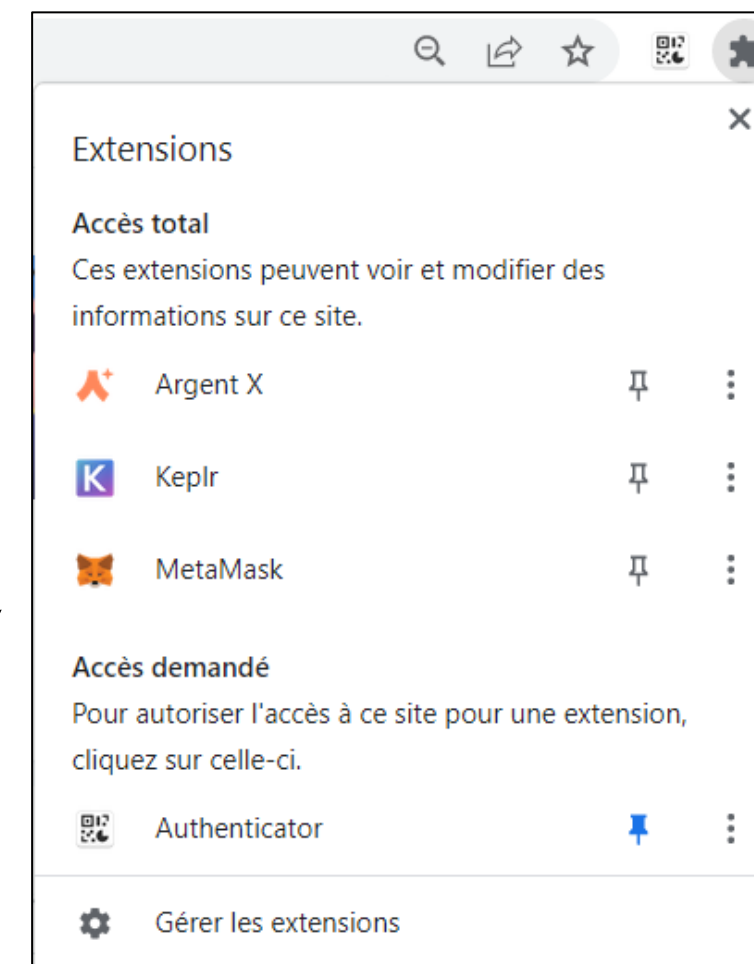 Extensions
Accès total
Ces extensions peuvent voir et modifier des
informations sur ce site.
Argent X
K Keplr
MetaMask
Accès demandé
Pour autoriser l'accès à ce site pour une extension,
cliquez sur celle-ci.
Authenticator
Gérer les extensions